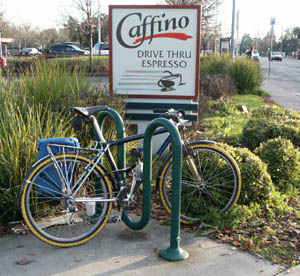 Caffino
DRIVE THRU
ESPRESSO